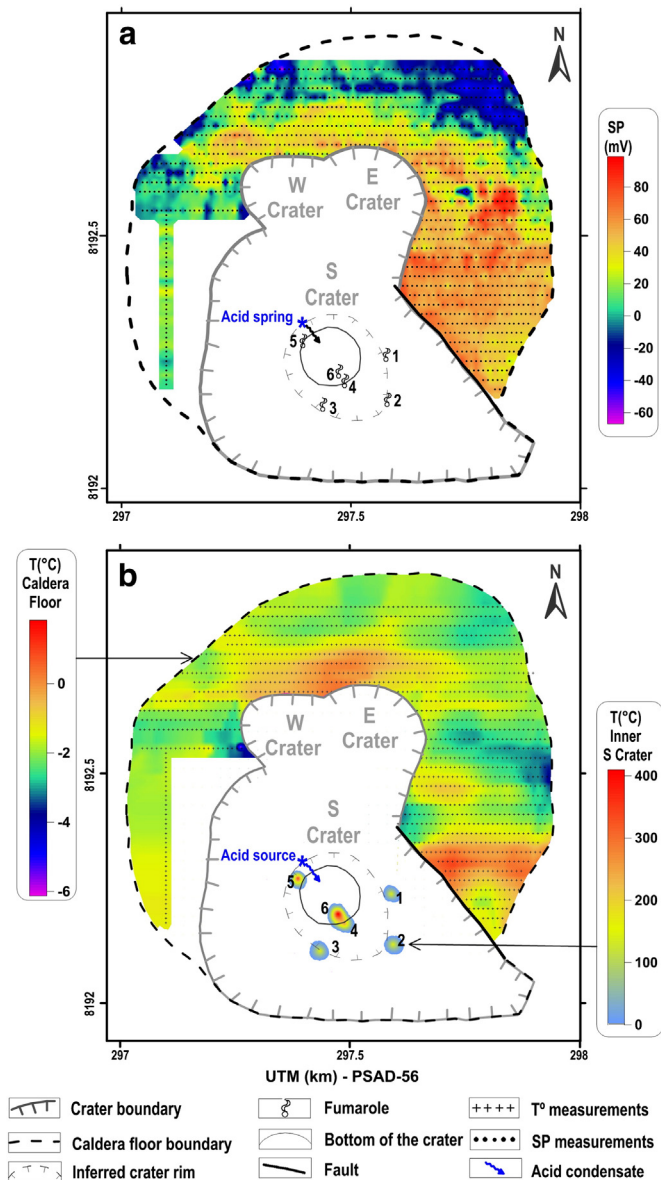 a
N
SP
(mV)
80
60
40
20
0
-20
-40
-60
W
Crater
E
Crater
S
Crater
Acid spring
5
1
6
4
3
2
8192.5
8192
297
297.5
298
b
N
T(°C)
Caldera
Floor
0
-2
-4
-6
W
Crater
E
Crater
S
Crater
Acid source
5
1
6
4
3
2
T(°C)
Inner
S Crater
400
300
200
100
0
8192.5
8192
297
297.5
298
UTM (km) - PSAD-56
Crater boundary
Fumarole
T° measurements
Caldera floor boundary
Bottom of the crater
SP measurements
Inferred crater rim
Fault
Acid condensate